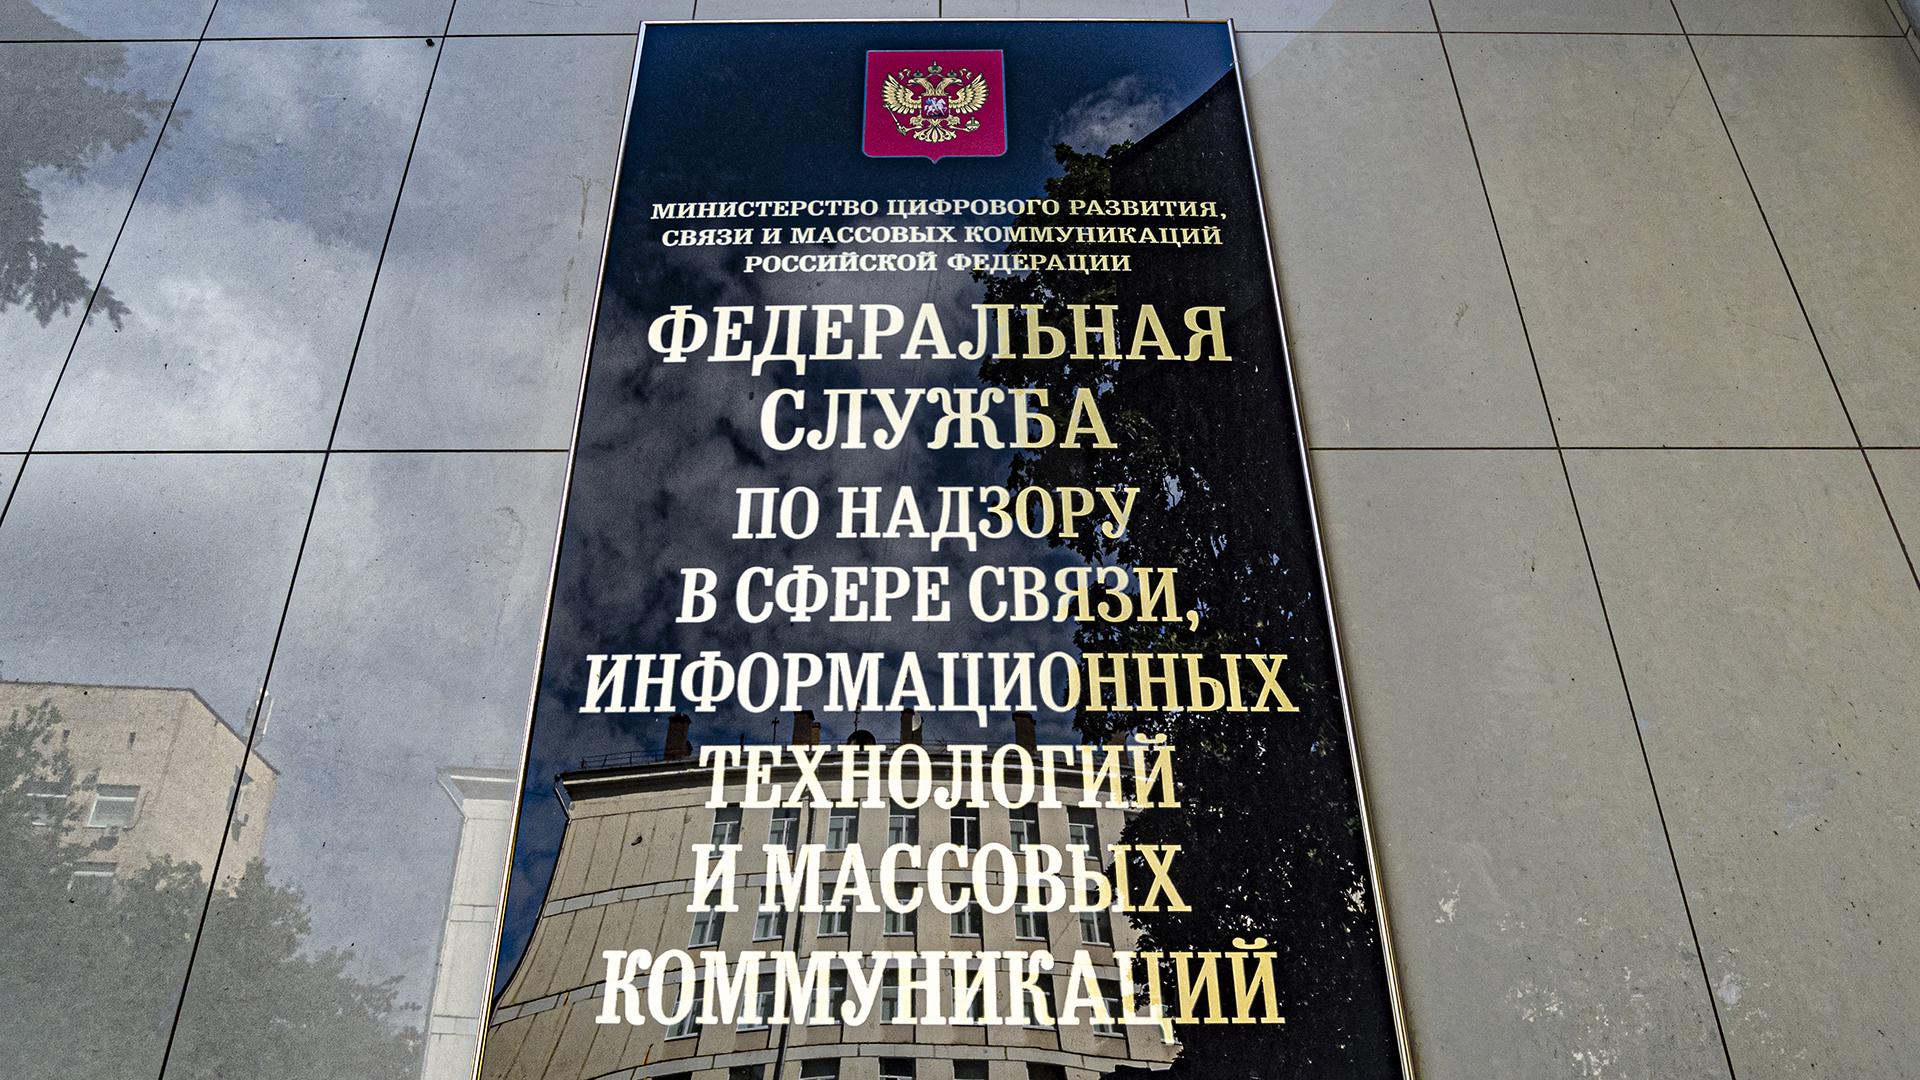 МИНИСТЕРСТВО ЦИФРОВОГО РАЗВИТИЯ,
СВЯЗИ И МАССОВЫХ КОММУНИКАЦИЙ
РОССИЙСКОЙ ФЕДЕРАЦИИ
ФЕДЕРАЛЬНАЯ
СЛУЖБА
ПО НАДЗОРУ
В СФЕРЕ СВЯЗИ,
ИНФОРМАЦИОННЫХ
ТЕХНОЛОГИЙ
И МАССОВЫХ
КОММУНИКАЦИЙ